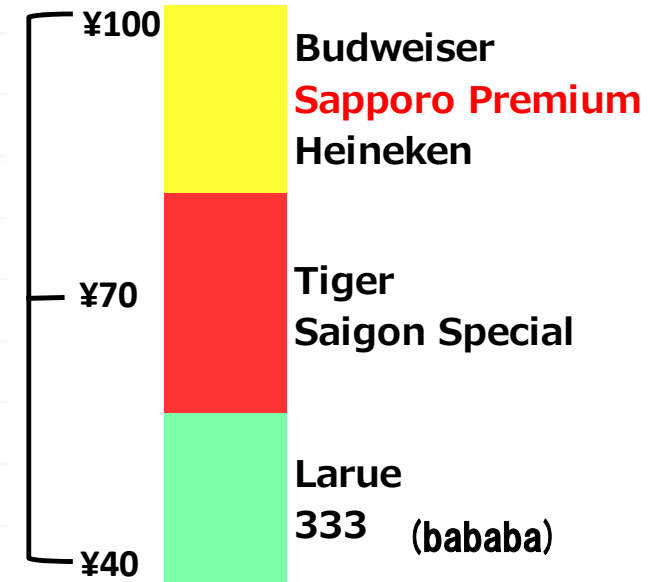 ¥100
Budweiser
Sapporo Premium
Heineken
¥70
Tiger
Saigon Special
Larue
333 (bababa)
¥40